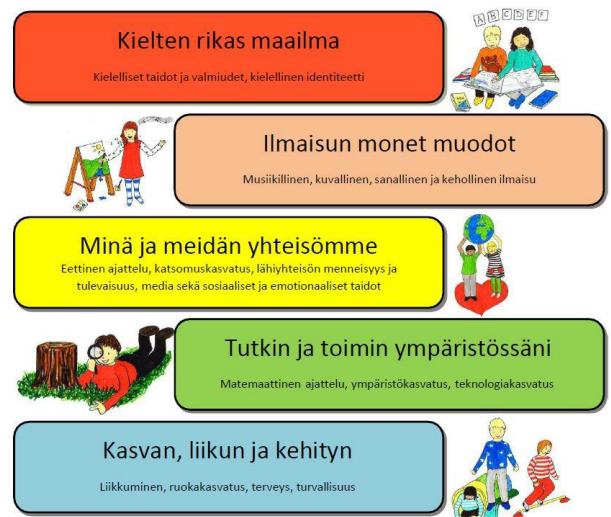 A B C D E F
Kielten rikas maailma
Kielelliset taidot ja valmiudet, kielellinen identiteetti
Ilmaisun monet muodot
Musiikillinen, kuvallinen, sanallinen ja kehollinen ilmaisu
Minä ja meidän yhteisömme
Eettinen ajattelu, katsomuskasvatus, lähiyhteisön menneisyys ja
tulevaisuus, media sekä sosiaaliset ja emotionaaliset taidot
Tutkin ja toimin ympäristössäni
Matemaattinen ajattelu, ympäristökasvatus, teknologiakasvatus
Kasvan, liikun ja kehityn
Liikkuminen, ruokakasvatus, terveys, turvallisuus